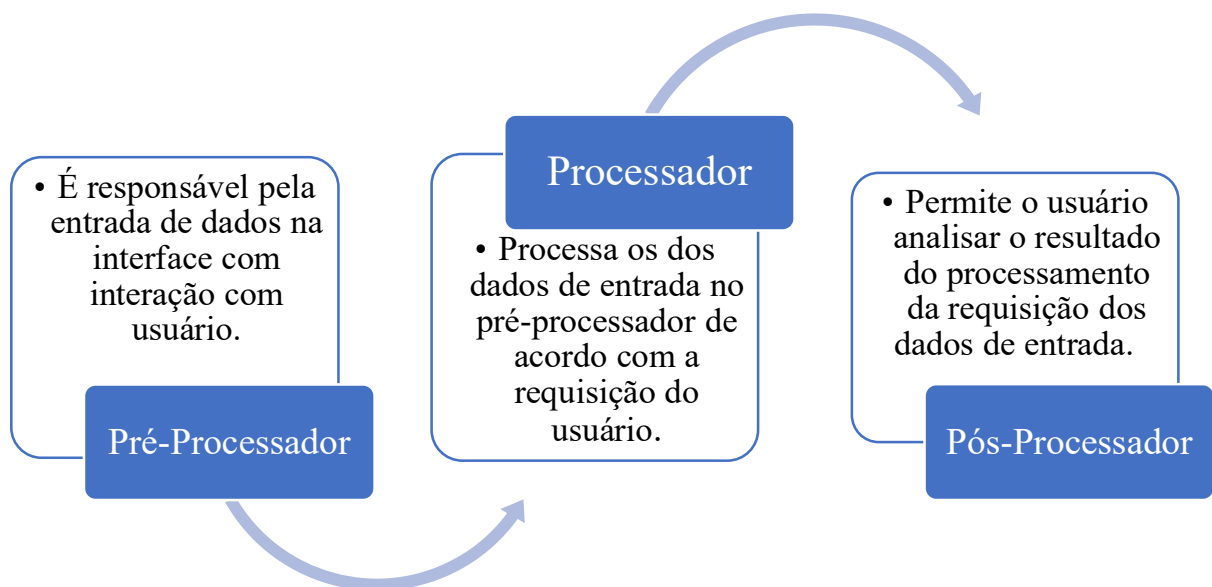 • É responsável pela
entrada de dados na
interface com
interação com
usuário.
Pré-Processador
Processador
• Processa os dos
dados de entrada no
pré-processador de
acordo com a
requisição do
usuário.
• Permite o usuário
analisar o resultado
do processamento
da requisição dos
dados de entrada.
Pós-Processador